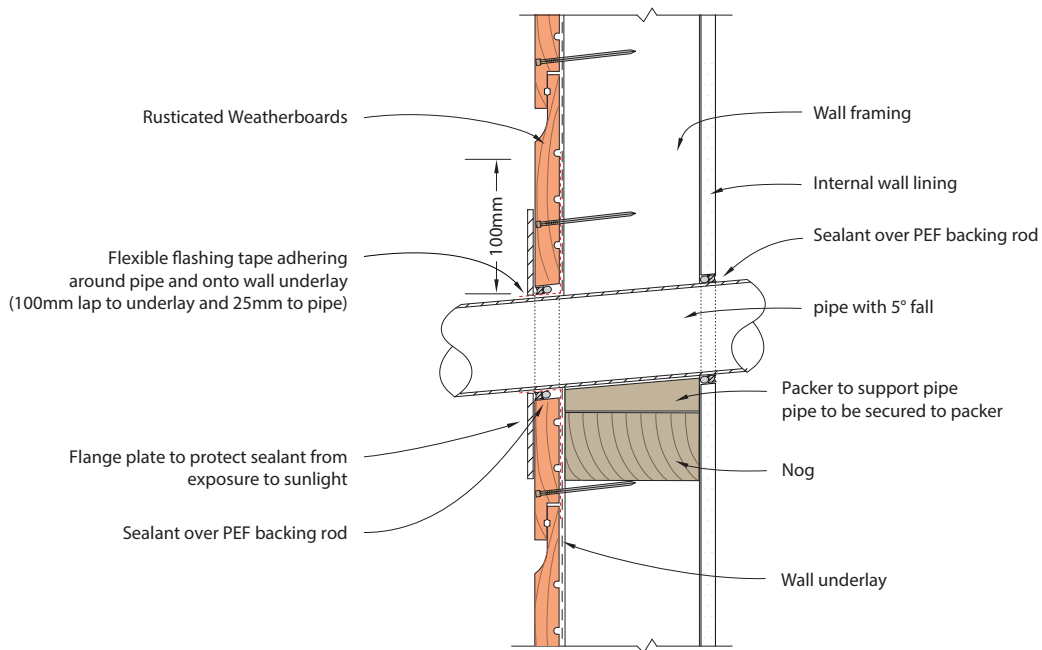 Rusticated Weatherboards
100mm
Flexible flashing tape adhering
around pipe and onto wall underlay
(100mm lap to underlay and 25mm to pipe)
Flange plate to protect sealant from
exposure to sunlight
Sealant over PEF backing rod
Wall framing
Internal wall lining
Sealant over PEF backing rod
pipe with 5° fall
Packer to support pipe
pipe to be secured to packer
Nog
Wall underlay